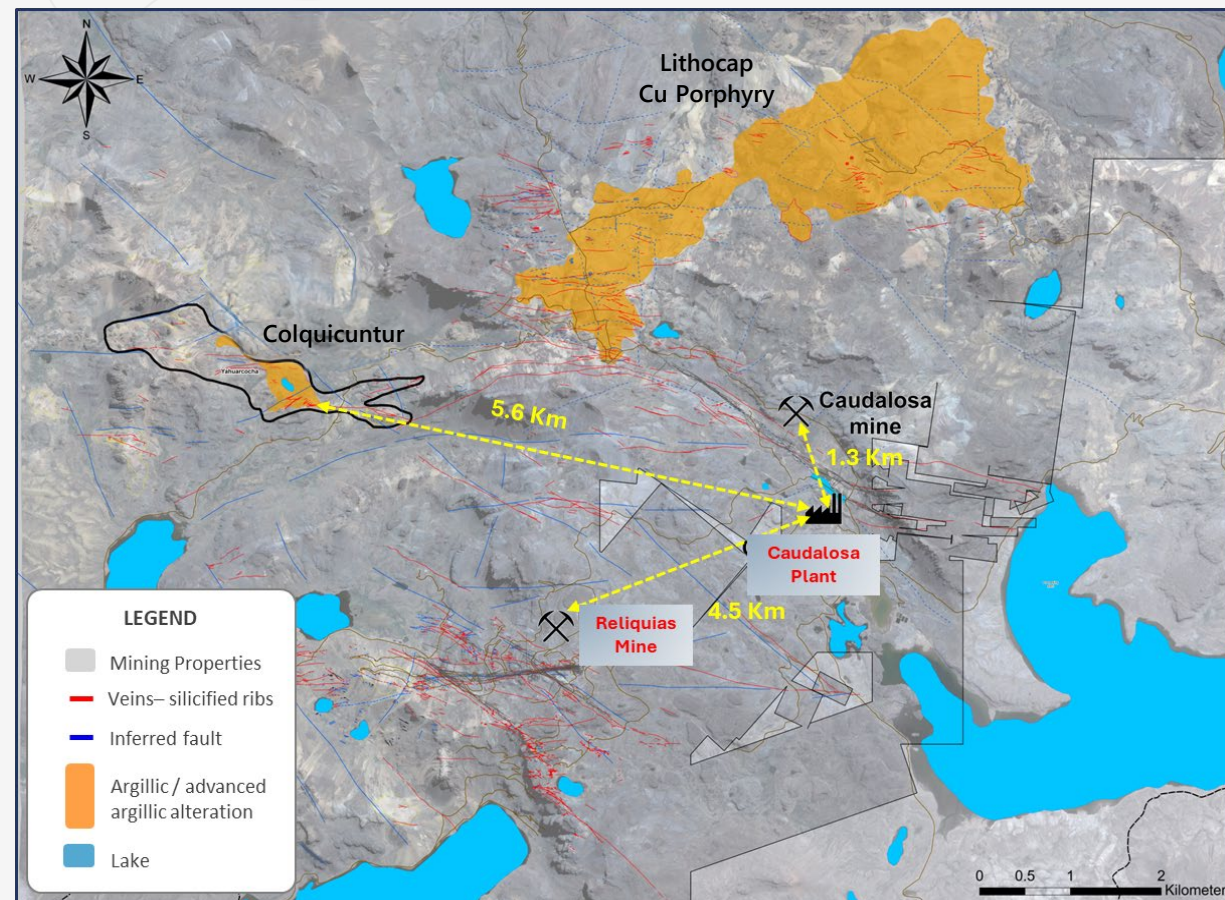 N
W
E
S
Lithocap
Cu Porphyry
Colquicuntur
Yahuarcocha
5.6 Km
Caudalosa
mine
1.3 Km
Caudalosa
Plant
Reliquias
Mine
4.5 Km
LEGEND
Mining Properties
Veins– silicified ribs
Inferred fault
Argillic / advanced
argillic alteration
Lake
0 0.5 1 2
Kilometer